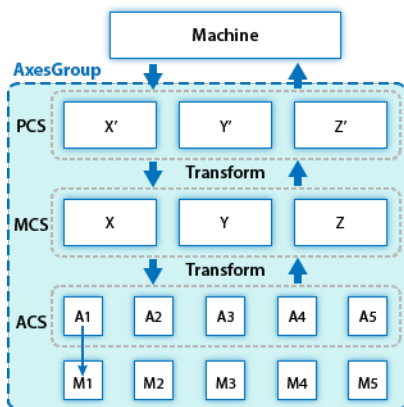 Machine
AxesGroup
PCS X’ Y’ Z’
Transform
MCS X Y Z
Transform
ACS A1 A2 A3 A4 A5
M1 M2 M3 M4 M5